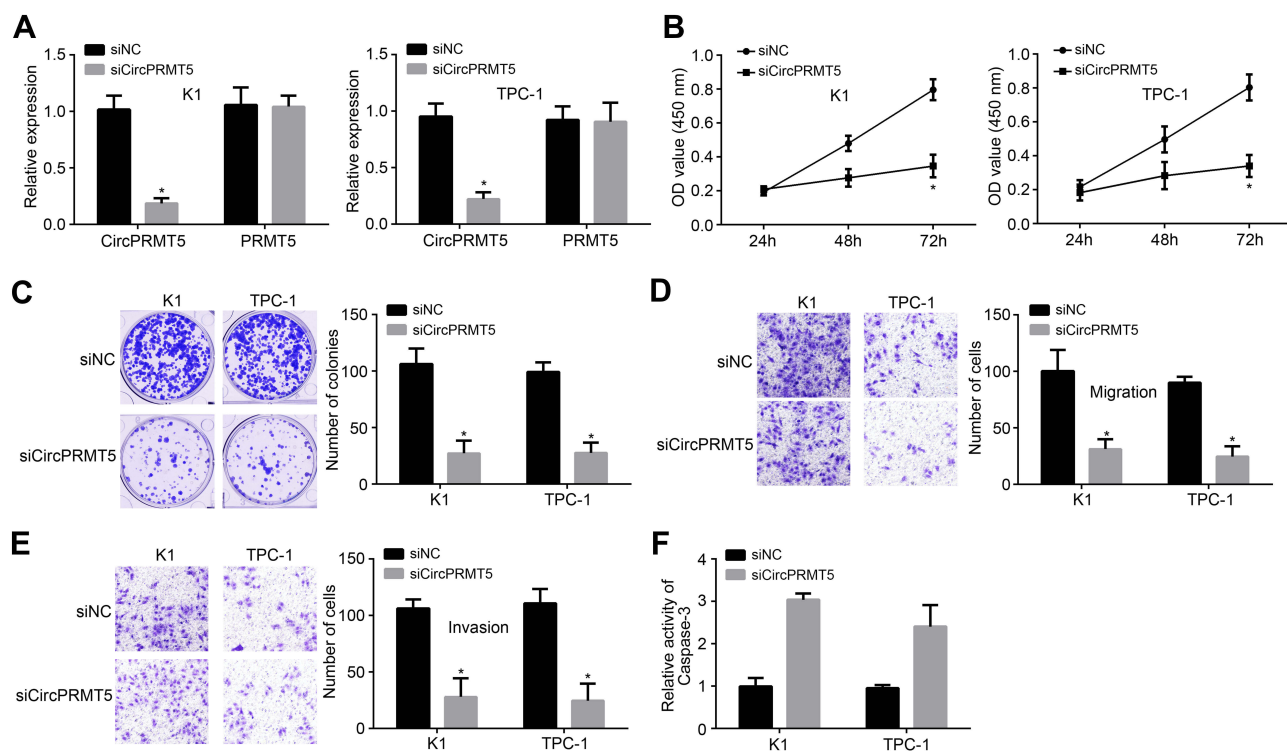 A
siNC
siCircPRMT5
K1
Relative expression
1.5
1.0
0.5
0.0
*
CircPRMT5
PRMT5
siNC
siCircPRMT5
TPC-1
Relative expression
1.5
1.0
0.5
0.0
*
CircPRMT5
PRMT5
B
siNC
siCircPRMT5
K1
OD value (450 nm)
1.0
0.8
0.6
0.4
0.2
0.0
*
24h
48h
72h
siNC
siCircPRMT5
TPC-1
OD value (450 nm)
1.0
0.8
0.6
0.4
0.2
0.0
*
24h
48h
72h
C
K1
TPC-1
siNC
siCircPRMT5
Number of colonies
150
100
50
0
siNC
siCircPRMT5
*
*
K1
TPC-1
D
K1
TPC-1
siNC
siCircPRMT5
Number of cells
150
100
50
0
siNC
siCircPRMT5
Migration
*
*
K1
TPC-1
E
K1
TPC-1
siNC
siCircPRMT5
Number of cells
150
100
50
0
siNC
siCircPRMT5
Invasion
*
*
K1
TPC-1
F
Relative activity of
Caspase-3
4
3
2
1
0
siNC
siCircPRMT5
K1
TPC-1